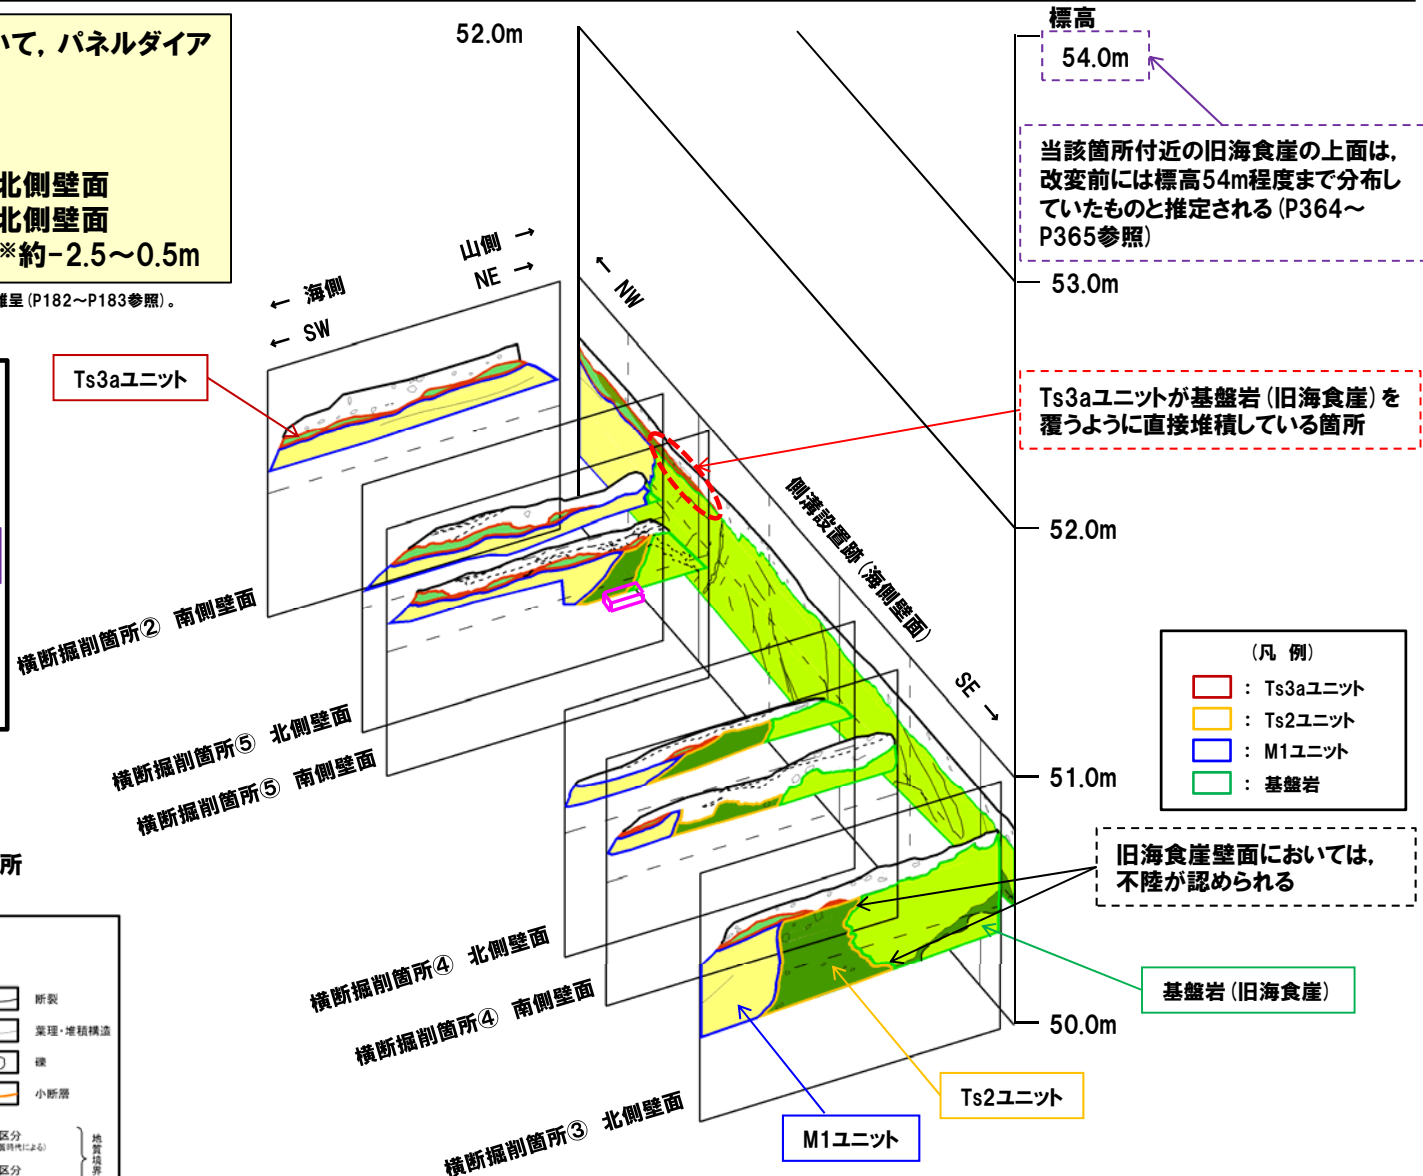 いて，パネルダイア
北側壁面
北側壁面
※約-2.5～0.5m
離呈(P182～P183参照)。
52.0m
標高
54.0m
当該箇所付近の旧海食崖の上面は，
改変前には標高54m程度まで分布し
ていたものと推定される(P364～
P365参照)
53.0m
← 海側
← SW
山側 →
NE →
← NW
Ts3aユニット
Ts3aユニットが基盤岩(旧海食崖)を
覆うように直接堆積している箇所
側溝設置跡(海側壁面)
52.0m
SE →
横断掘削箇所② 南側壁面
横断掘削箇所⑤ 北側壁面
横断掘削箇所⑤ 南側壁面
(凡 例)
： Ts3aユニット
： Ts2ユニット
： M1ユニット
： 基盤岩
51.0m
旧海食崖壁面においては，
不陸が認められる
所
横断掘削箇所④ 北側壁面
横断掘削箇所④ 南側壁面
基盤岩(旧海食崖)
50.0m
断裂
葉理・堆積構造
礫
小断層
区分
区分
地質境界
Ts2ユニット
M1ユニット
横断掘削箇所③ 北側壁面